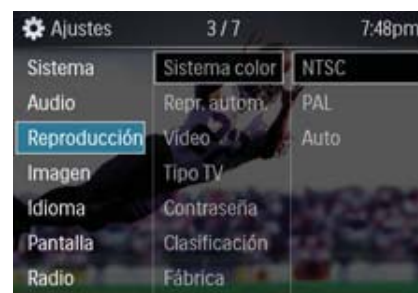 Ajustes 3 / 7 7:48pm
Sistema Sistema color NTSC
Audio Repr. autom. PAL
Reproducción Video Auto
Imagen Tipo TV
Idioma Contraseña
Pantalla Clasificación
Radio Fábrica